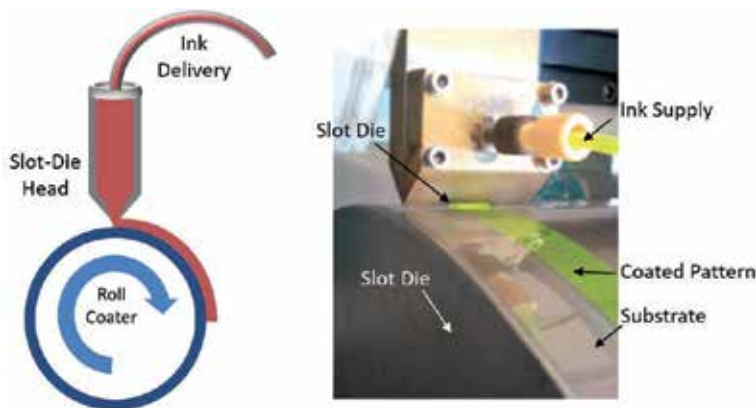 Ink
Delivery
Slot-Die
Head
Roll
Coater
Ink Supply
Slot Die
Slot Die
Coated Pattern
Substrate